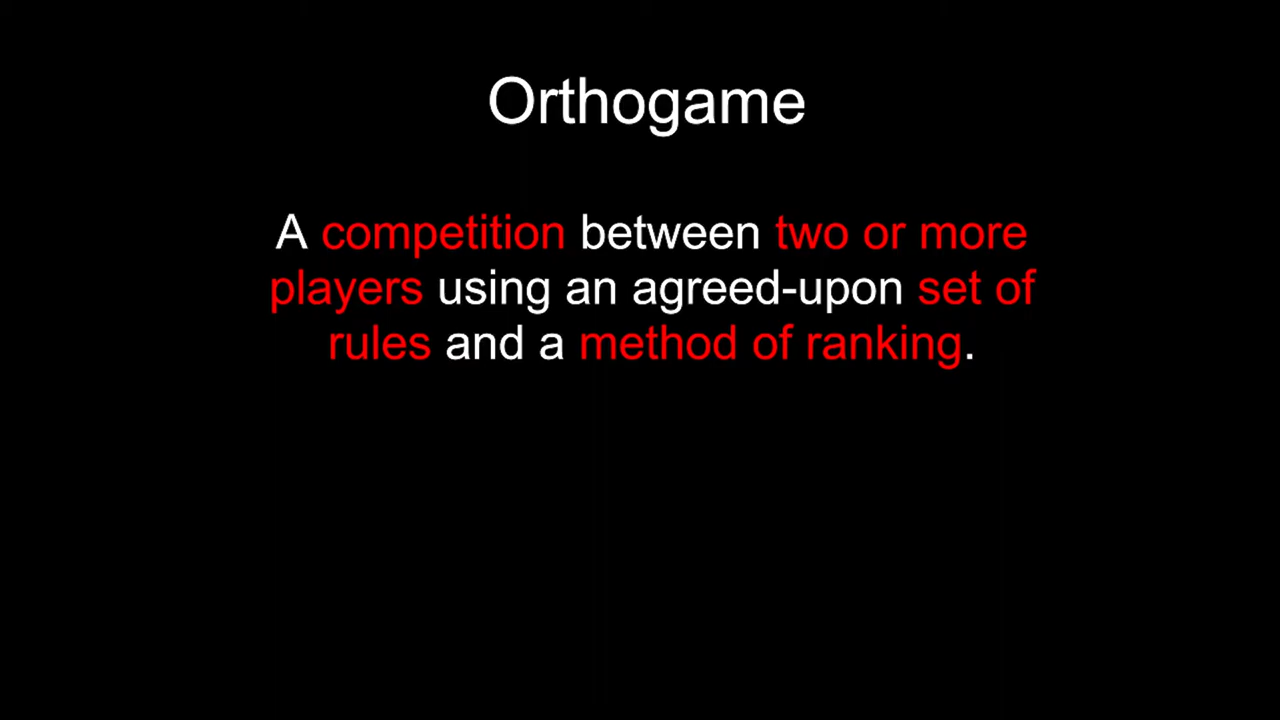 Orthogame
A competition between two or more
players using an agreed-upon set of
rules and a method of ranking.